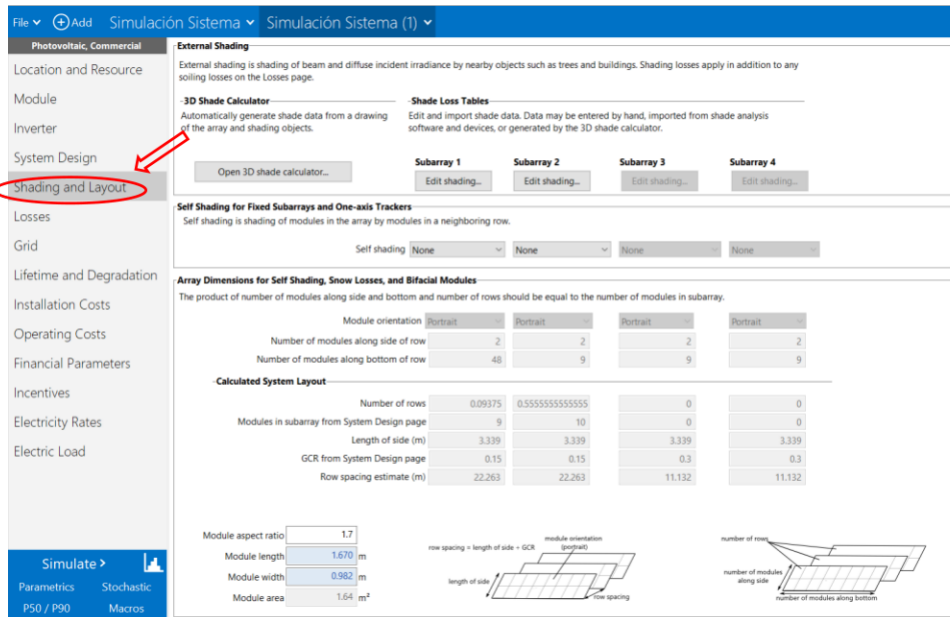 File Add Simulación Sistema Simulación Sistema (1)
Photovoltaic, Commercial
Location and Resource
Module
Inverter
System Design
Shading and Layout
Losses
Grid
Lifetime and Degradation
Installation Costs
Operating Costs
Financial Parameters
Incentives
Electricity Rates
Electric Load
Simulate >
Parametrics Stochastic
P50 / P90 Macros
External Shading
External shading is shading of beam and diffuse incident irradiance by nearby objects such as trees and buildings. Shading losses apply in addition to any
soiling losses on the Losses page.
3D Shade Calculator
Automatically generate shade data from a drawing
of the array and shading objects.
Open 3D shade calculator...
Shade Loss Tables
Edit and import shade data. Data may be entered by hand, imported from shade analysis
software and devices, or generated by the 3D shade calculator.
Subarray 1 Subarray 2 Subarray 3 Subarray 4
Edit shading... Edit shading... Edit shading... Edit shading...
Self Shading for Fixed Subarrays and One-axis Trackers
Self shading is shading of modules in the array by modules in a neighboring row.
Self shading None None None None
Array Dimensions for Self Shading, Snow Losses, and Bifacial Modules
The product of number of modules along side and bottom and number of rows should be equal to the number of modules in subarray.
Module orientation Portrait Portrait Portrait Portrait
Number of modules along side of row 2 2 2 2
Number of modules along bottom of row 48 9 9 9
Calculated System Layout
Number of rows 0.09375 0.5555555555555 0 0
Modules in subarray from System Design page 9 10 0 0
Length of side (m) 3.339 3.339 3.339 3.339
GCR from System Design page 0.15 0.15 0.3 0.3
Row spacing estimate (m) 22.263 22.263 11.132 11.132
Module aspect ratio 1.7
Module length 1.670 m
Module width 0.982 m
Module area 1.64 m²
row spacing = length of side ÷ GCR
module orientation
(portrait)
length of side
row spacing
number of rows
number of modules
along side
number of modules along bottom